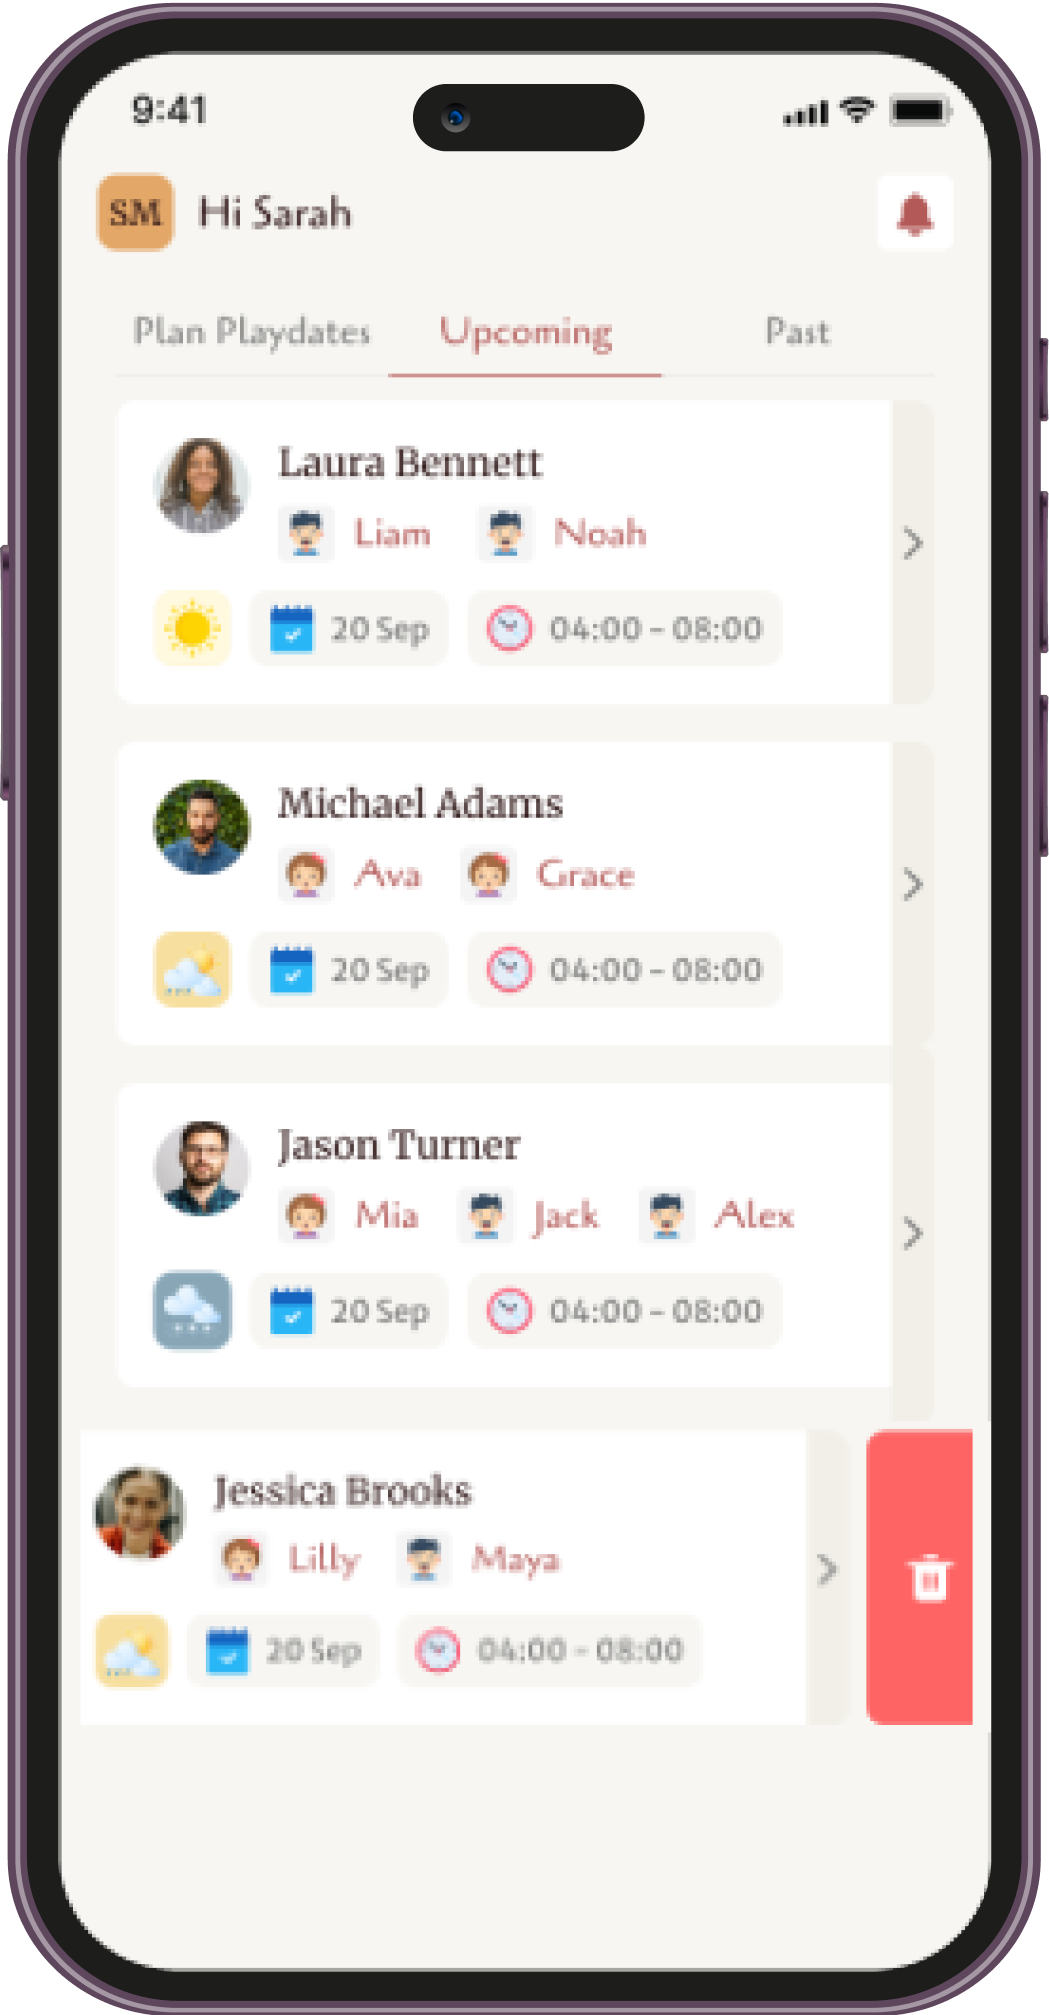 9:41
SM Hi Sarah
Plan Playdates Upcoming Past
Laura Bennett
Liam Noah
20 Sep 04:00 - 08:00
Michael Adams
Ava Grace
20 Sep 04:00 - 08:00
Jason Turner
Mia Jack Alex
20 Sep 04:00 - 08:00
Jessica Brooks
Lilly Maya
20 Sep 04:00 - 08:00